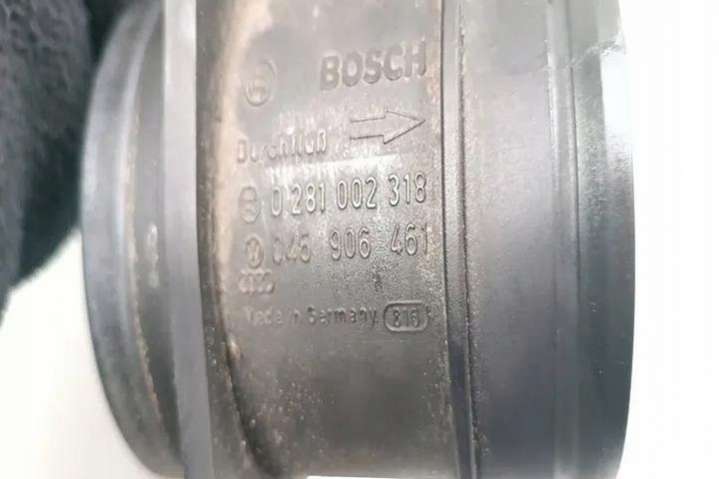 BOSCH
Durchfluß
0 281 002 318
045 906 461
Made in Germany 816